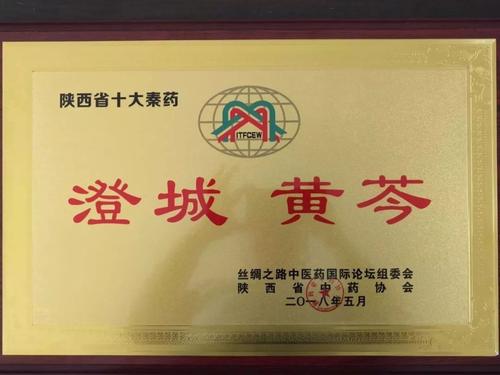 陕西省十大秦药
ITFCEW
澄城 黄芩
丝绸之路中医药国际论坛组委会
陕西省中药协会
二〇一八年五月